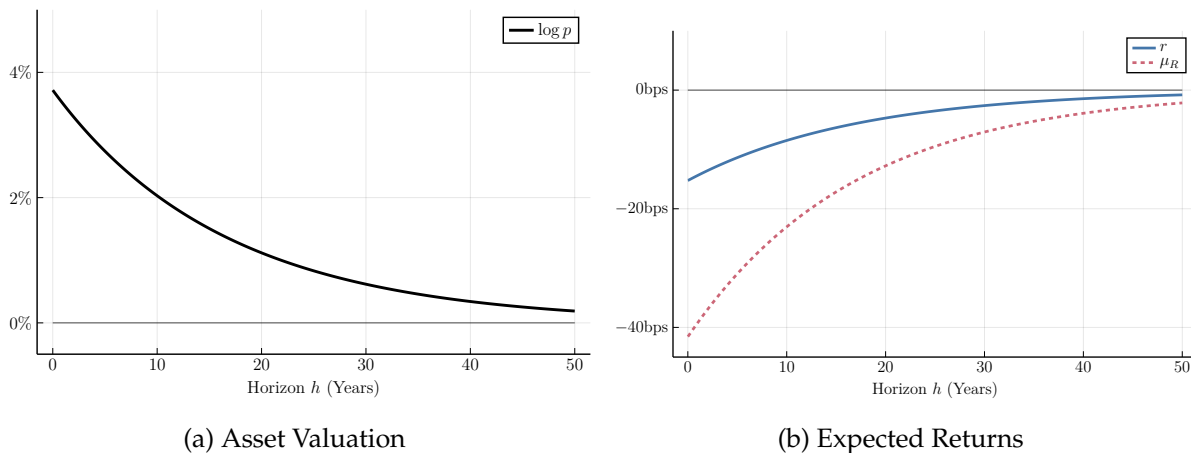 log p
4%
2%
0%
0 10 20 30 40 50
Horizon h (Years)
(a) Asset Valuation
r
μ_R
0bps
−20bps
−40bps
0 10 20 30 40 50
Horizon h (Years)
(b) Expected Returns